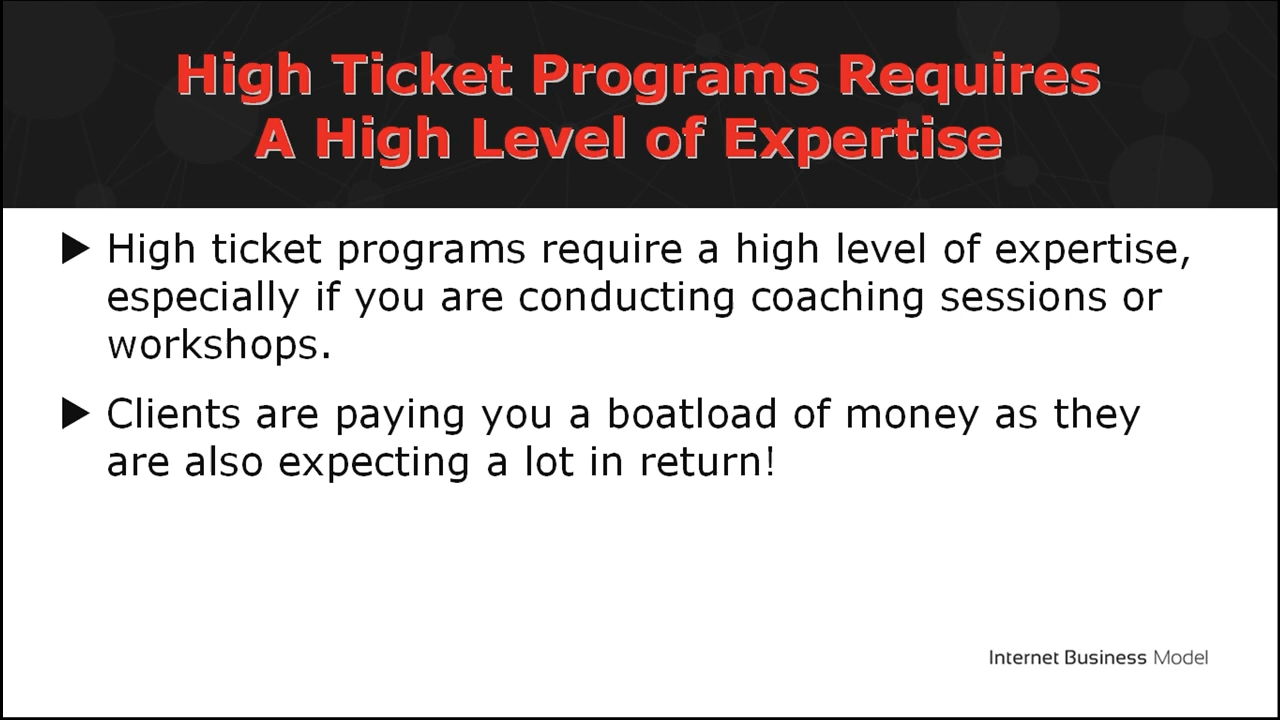 High Ticket Programs Requires
A High Level of Expertise
▶ High ticket programs require a high level of expertise,
especially if you are conducting coaching sessions or
workshops.
▶ Clients are paying you a boatload of money as they
are also expecting a lot in return!
Internet Business Model